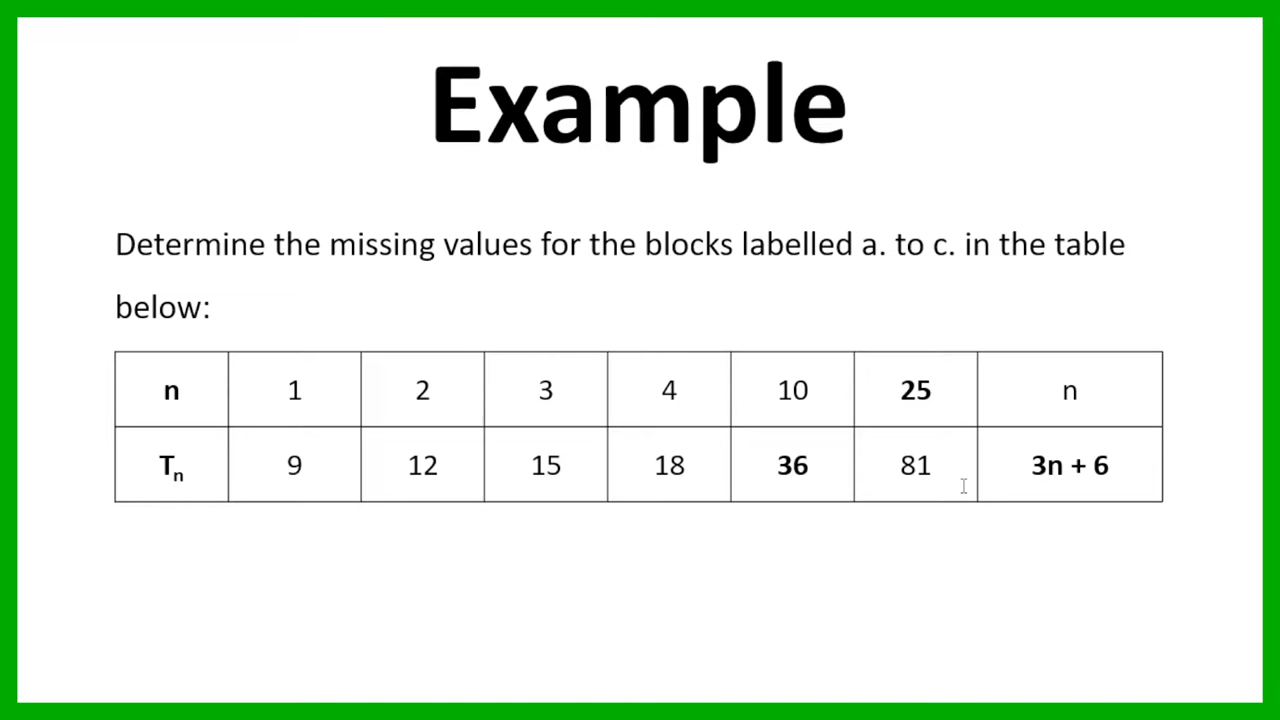 Example
Determine the missing values for the blocks labelled a. to c. in the table
below:
n 1 2 3 4 10 25 n
Tn 9 12 15 18 36 81 3n + 6